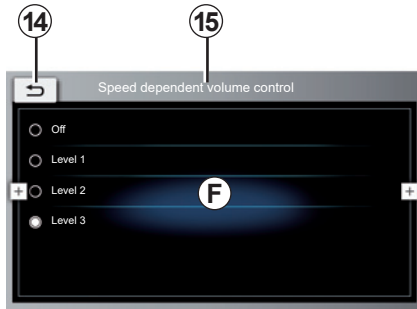 14 15
Speed dependent volume control
Off
Level 1
Level 2
F
Level 3